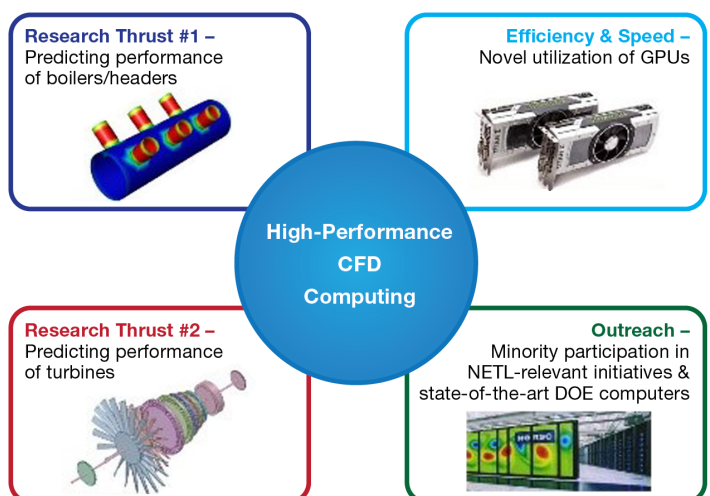 Research Thrust #1 –
Predicting performance
of boilers/headers
Efficiency & Speed –
Novel utilization of GPUs
High-Performance
CFD
Computing
Research Thrust #2 –
Predicting performance
of turbines
Outreach –
Minority participation in
NETL-relevant initiatives &
state-of-the-art DOE computers